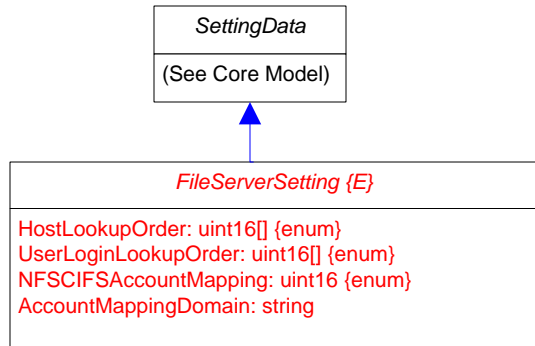 SettingData
(See Core Model)
FileServerSetting {E}
HostLookupOrder: uint16[] {enum}
UserLoginLookupOrder: uint16[] {enum}
NFSCIFSAccountMapping: uint16 {enum}
AccountMappingDomain: string